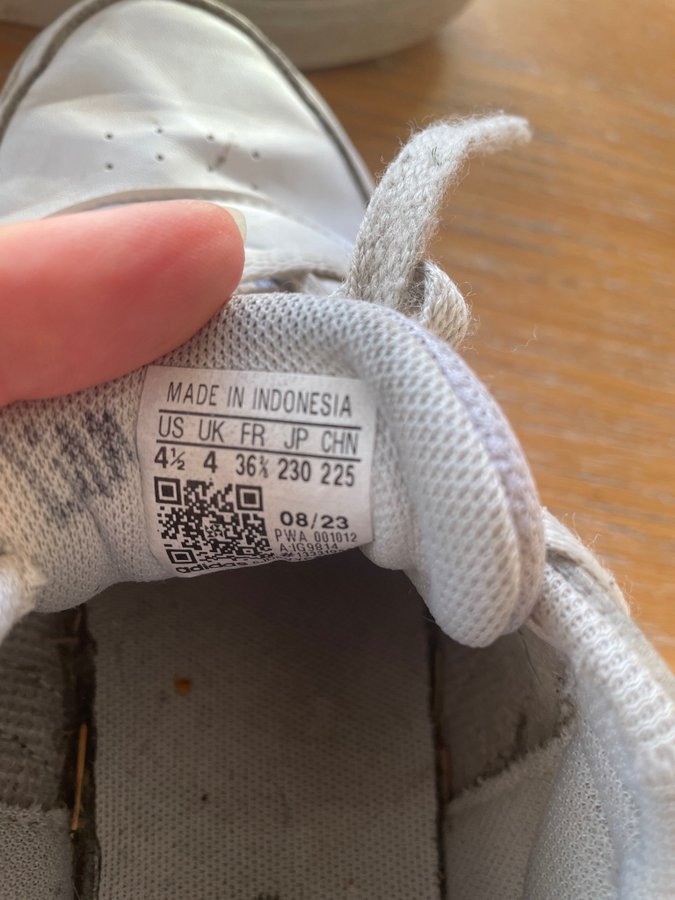 MADE IN INDONESIA
US UK FR JP CHN
4½ 4 36⅔ 230 225
08/23
PWA 001012
adidas